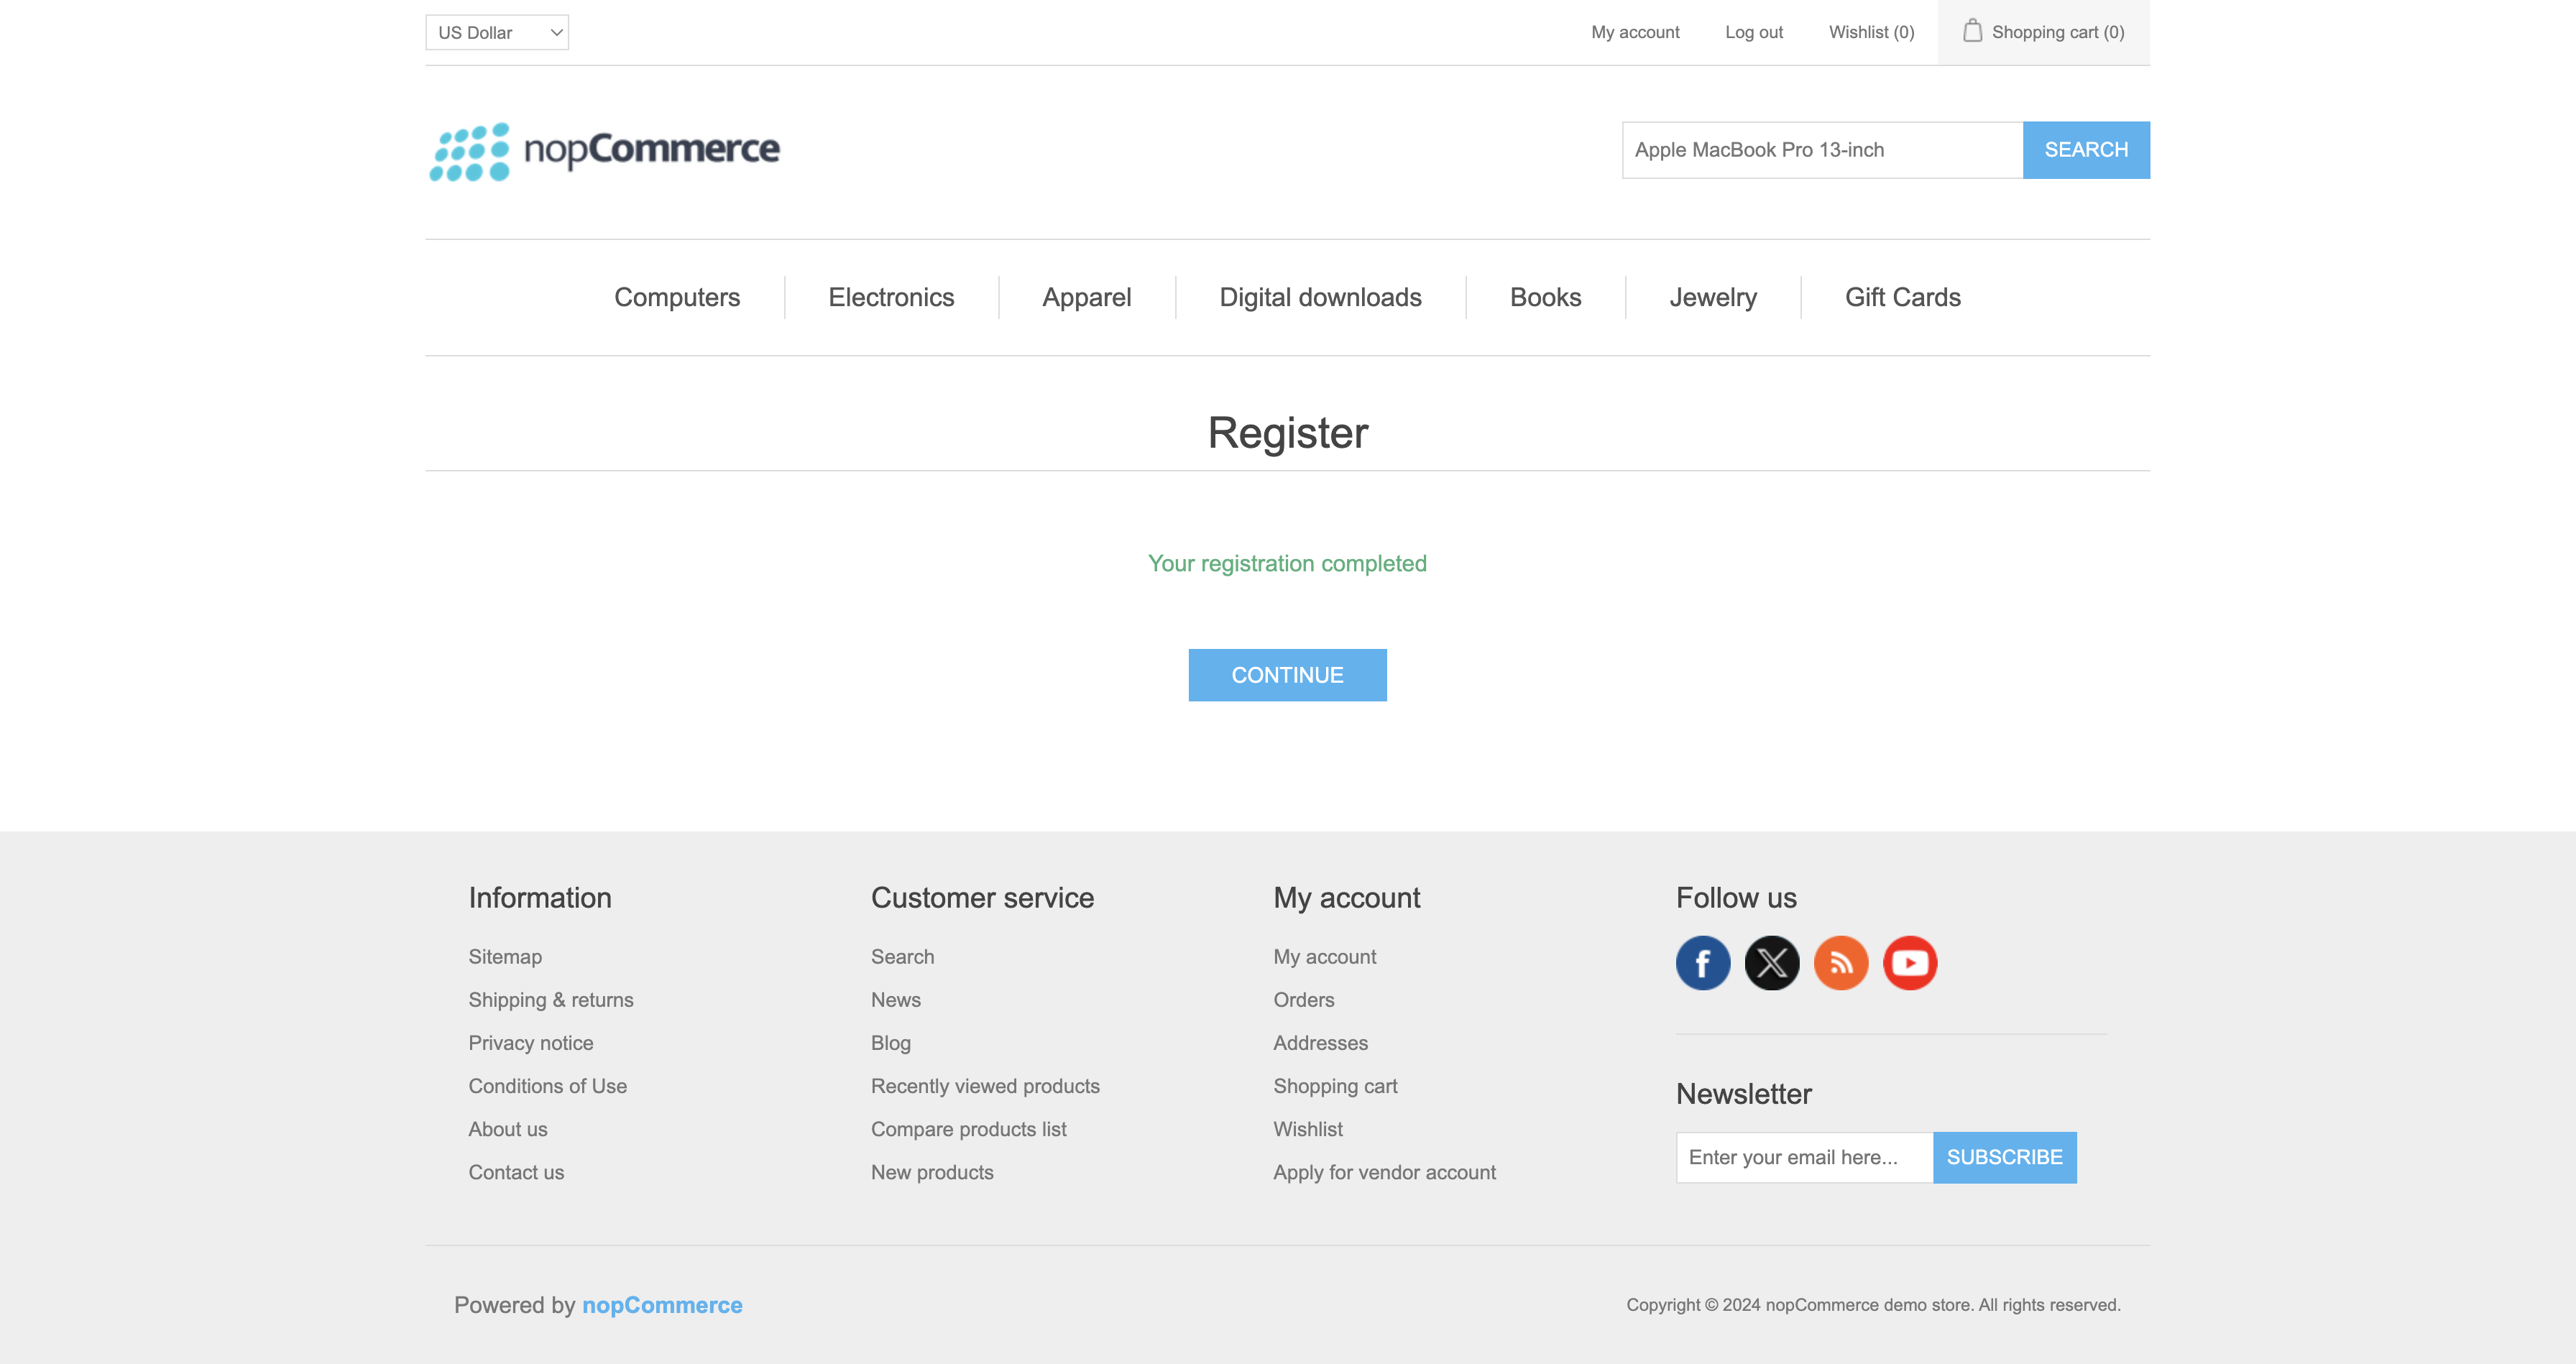 US Dollar
My account
Log out
Wishlist (0)
Shopping cart (0)
nopCommerce
Apple MacBook Pro 13-inch
SEARCH
Computers
Electronics
Apparel
Digital downloads
Books
Jewelry
Gift Cards
Register
Your registration completed
CONTINUE
Information
Sitemap
Shipping & returns
Privacy notice
Conditions of Use
About us
Contact us
Customer service
Search
News
Blog
Recently viewed products
Compare products list
New products
My account
My account
Orders
Addresses
Shopping cart
Wishlist
Apply for vendor account
Follow us
Newsletter
Enter your email here...
SUBSCRIBE
Powered by nopCommerce
Copyright © 2024 nopCommerce demo store. All rights reserved.